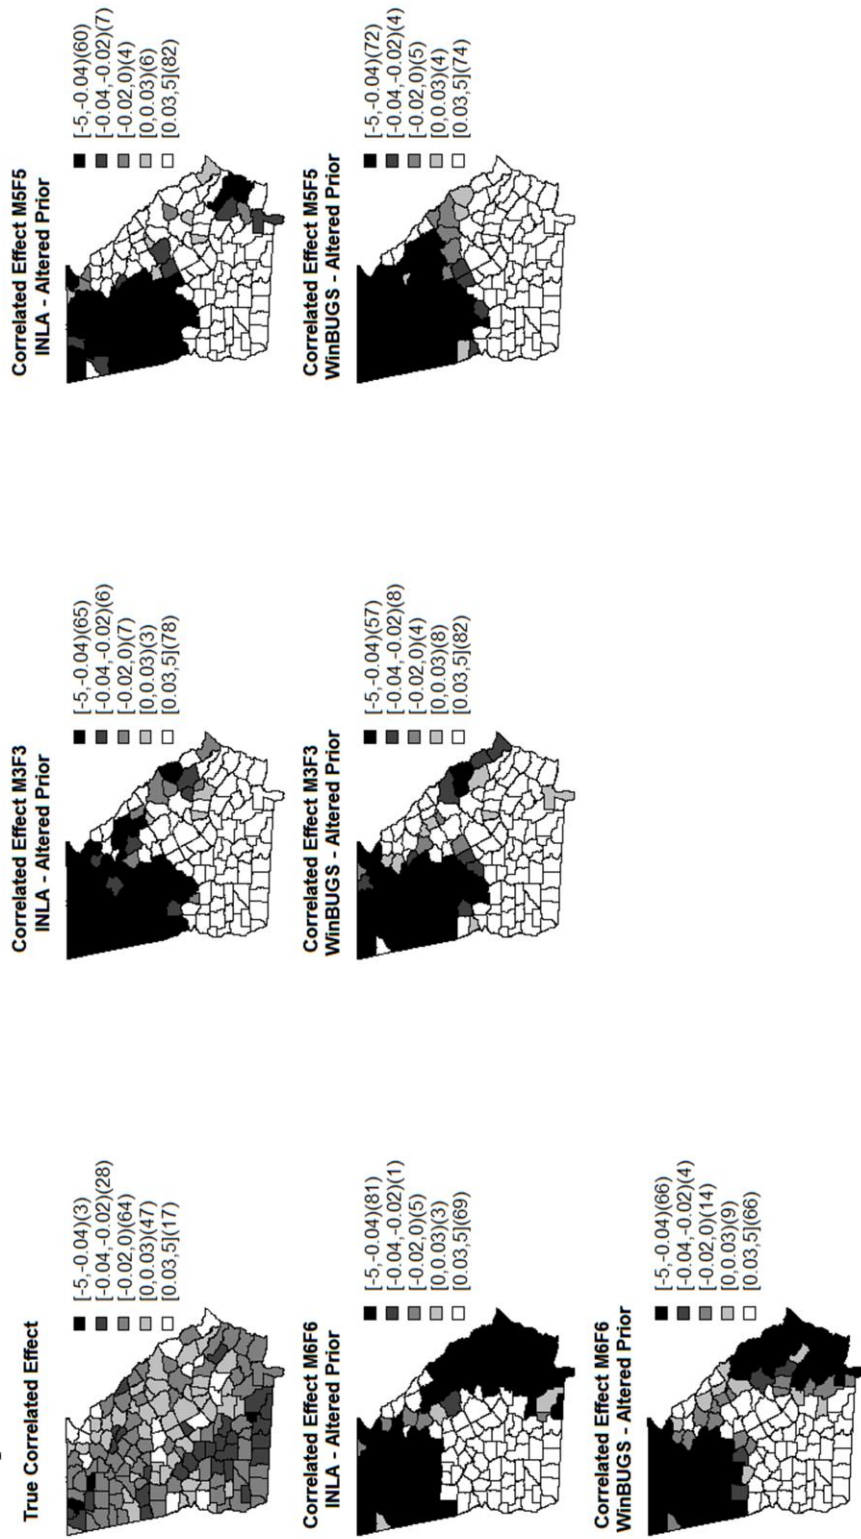 True Correlated Effect
[-5,-0.04)(3)
[-0.04,-0.02)(28)
[-0.02,0)(64)
[0,0.03)(47)
[0.03,5](17)
Correlated Effect M3F3
INLA - Altered Prior
[-5,-0.04)(65)
[-0.04,-0.02)(6)
[-0.02,0)(7)
[0,0.03)(3)
[0.03,5](78)
Correlated Effect M5F5
INLA - Altered Prior
[-5,-0.04)(60)
[-0.04,-0.02)(7)
[-0.02,0)(4)
[0,0.03)(6)
[0.03,5](82)
Correlated Effect M6F6
INLA - Altered Prior
[-5,-0.04)(81)
[-0.04,-0.02)(1)
[-0.02,0)(5)
[0,0.03)(3)
[0.03,5](69)
Correlated Effect M3F3
WinBUGS - Altered Prior
[-5,-0.04)(57)
[-0.04,-0.02)(8)
[-0.02,0)(4)
[0,0.03)(8)
[0.03,5](82)
Correlated Effect M5F5
WinBUGS - Altered Prior
[-5,-0.04)(72)
[-0.04,-0.02)(4)
[-0.02,0)(5)
[0,0.03)(4)
[0.03,5](74)
Correlated Effect M6F6
WinBUGS - Altered Prior
[-5,-0.04)(66)
[-0.04,-0.02)(4)
[-0.02,0)(14)
[0,0.03)(9)
[0.03,5](66)